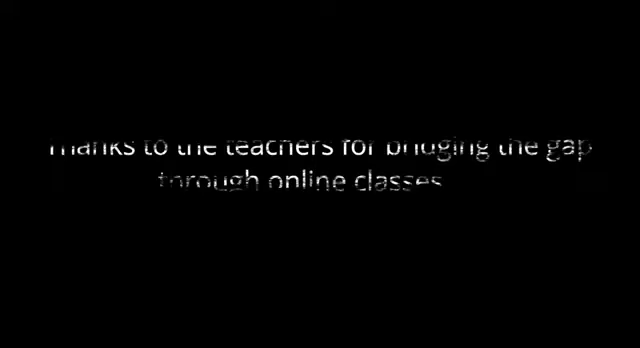 Thanks to the teachers for bridging the gap
through online classes